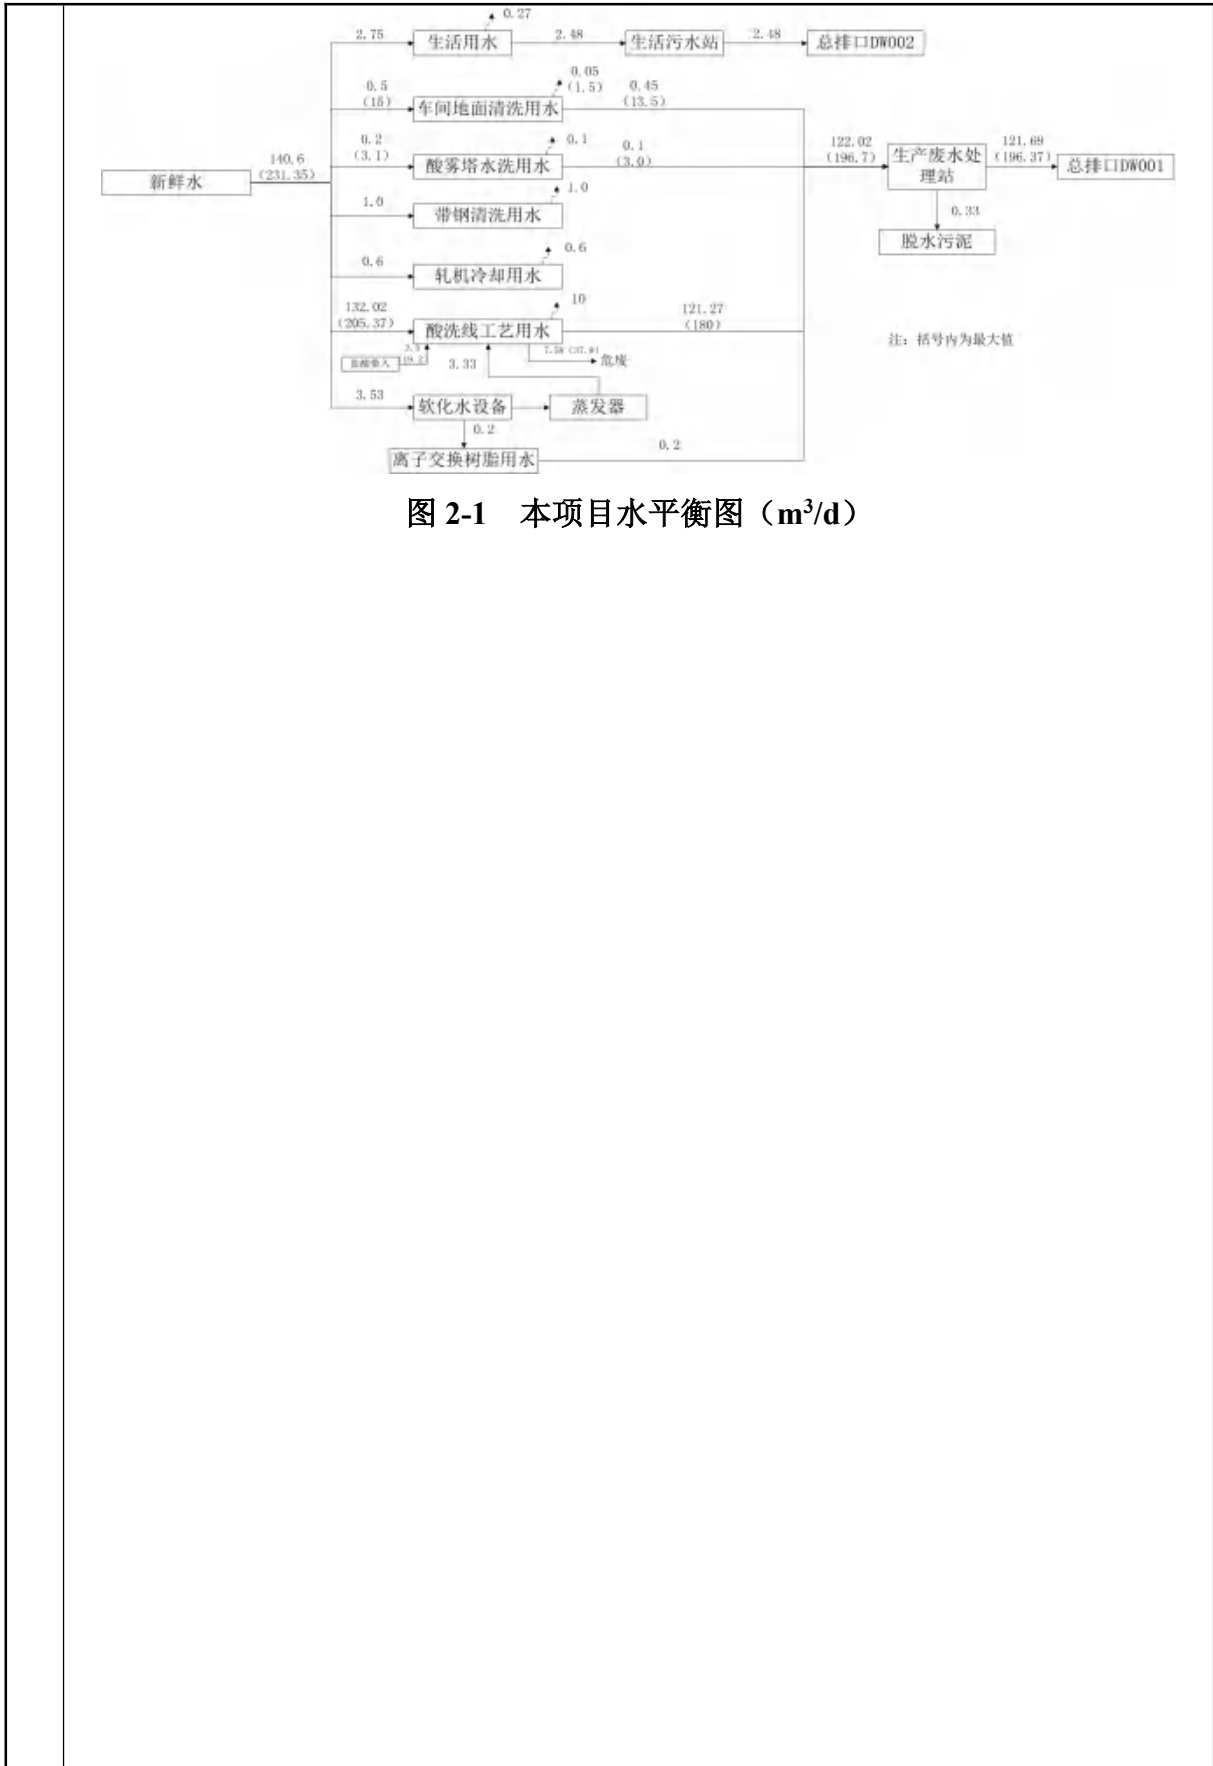 0.27
2.75 生活用水 2.48 生活污水站 2.48 总排口DW002
0.5
(15) 车间地面清洗用水 0.05
(1.5) 0.45
(13.5)
0.2
(3.1) 酸雾塔水洗用水 0.1 0.1
(3.0)
122.02
(196.7) 生产废水处
理站 121.69
(196.37) 总排口DW001
新鲜水 140.6
(231.35)
1.0 带钢清洗用水 1.0
0.33
脱水污泥
0.6 轧机冷却用水 0.6
132.02
(205.37) 酸洗线工艺用水 10 121.27
(180)
注：括号内为最大值
3.33
危废
3.53 软化水设备 蒸发器
0.2
离子交换树脂用水 0.2
图 2-1 本项目水平衡图（m³/d）